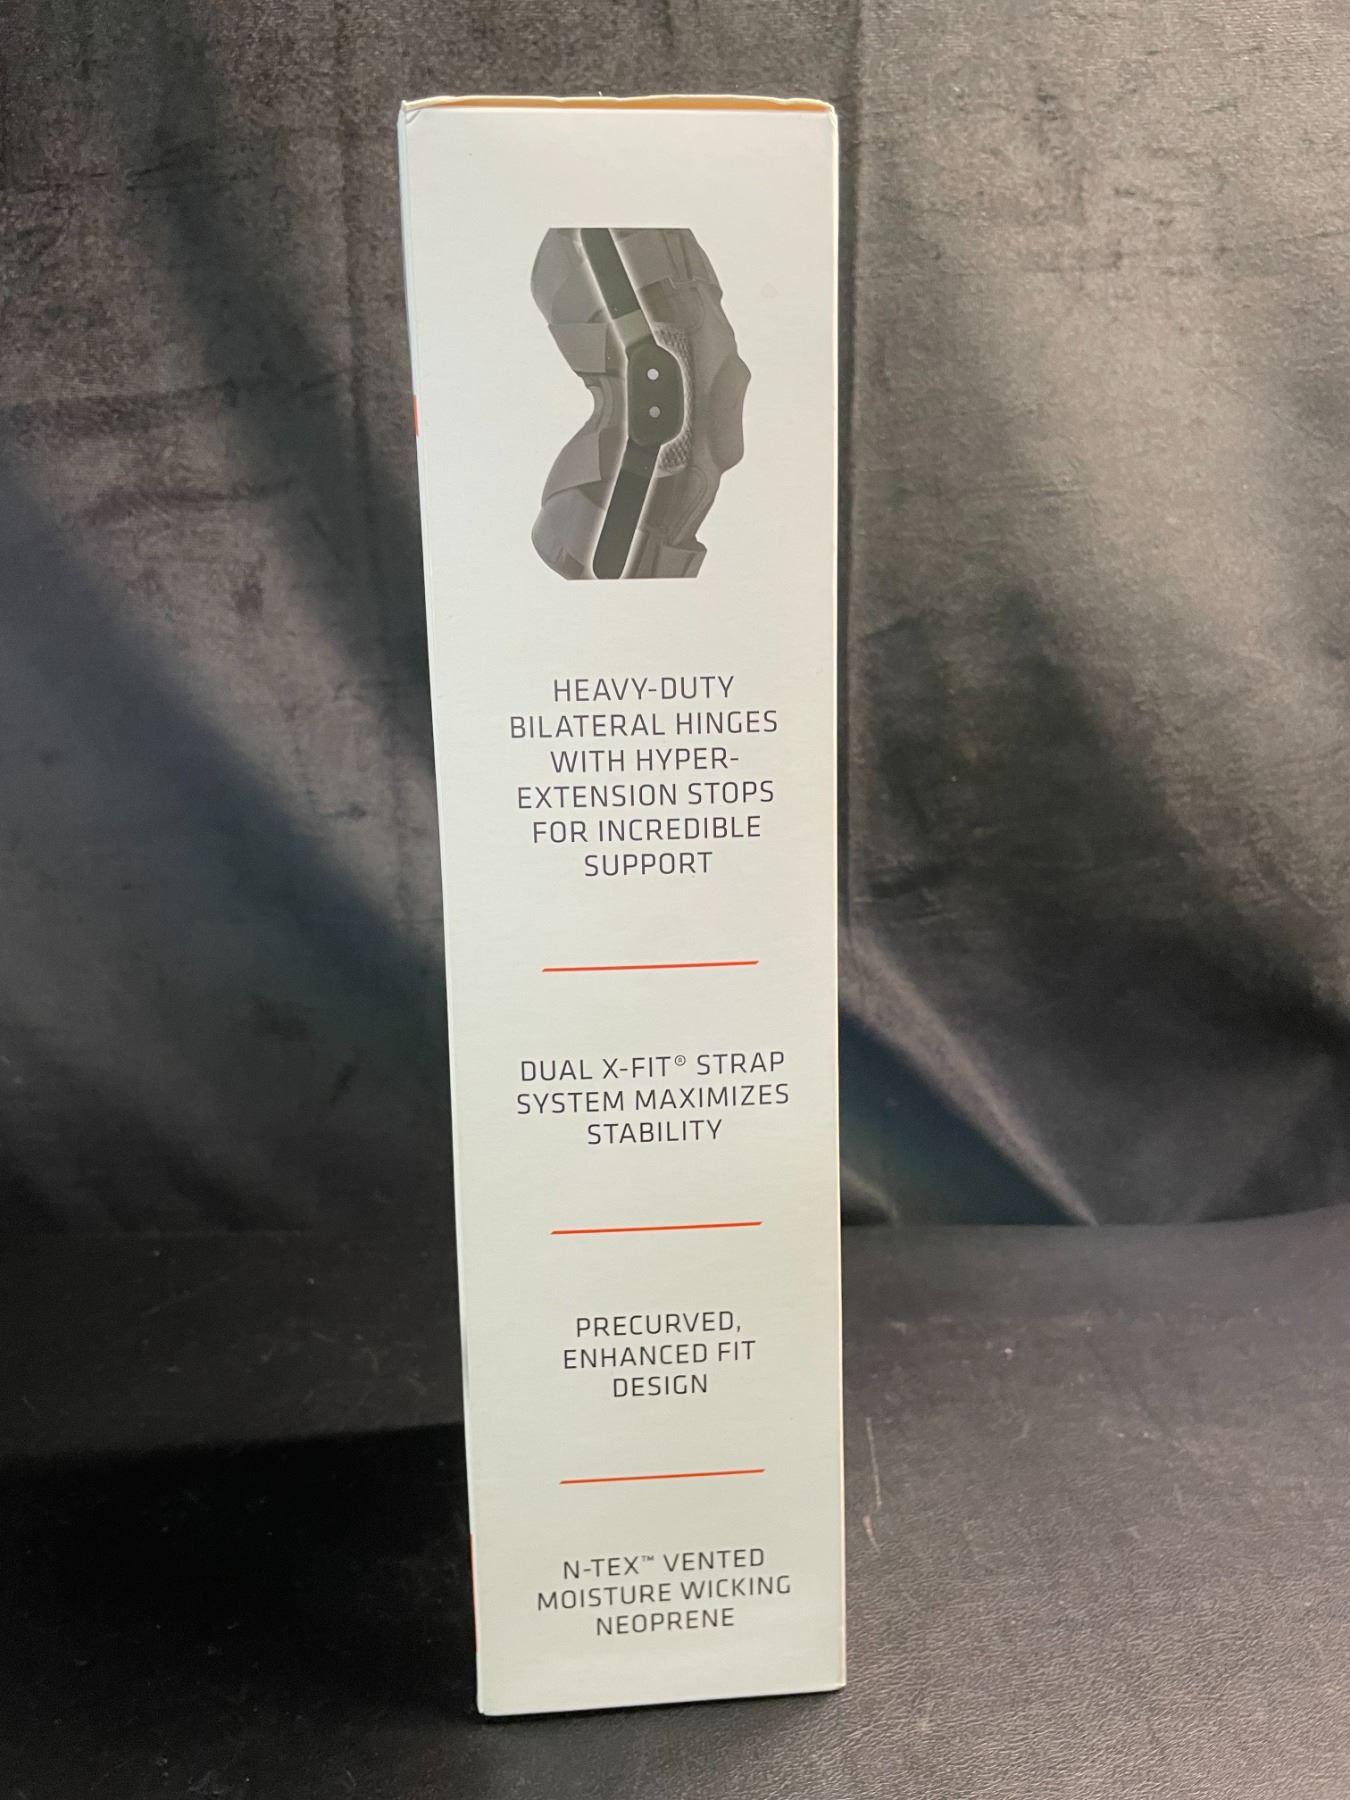 HEAVY-DUTY
BILATERAL HINGES
WITH HYPER-
EXTENSION STOPS
FOR INCREDIBLE
SUPPORT
DUAL X-FIT® STRAP
SYSTEM MAXIMIZES
STABILITY
PRECURVED,
ENHANCED FIT
DESIGN
N-TEX™ VENTED
MOISTURE WICKING
NEOPRENE